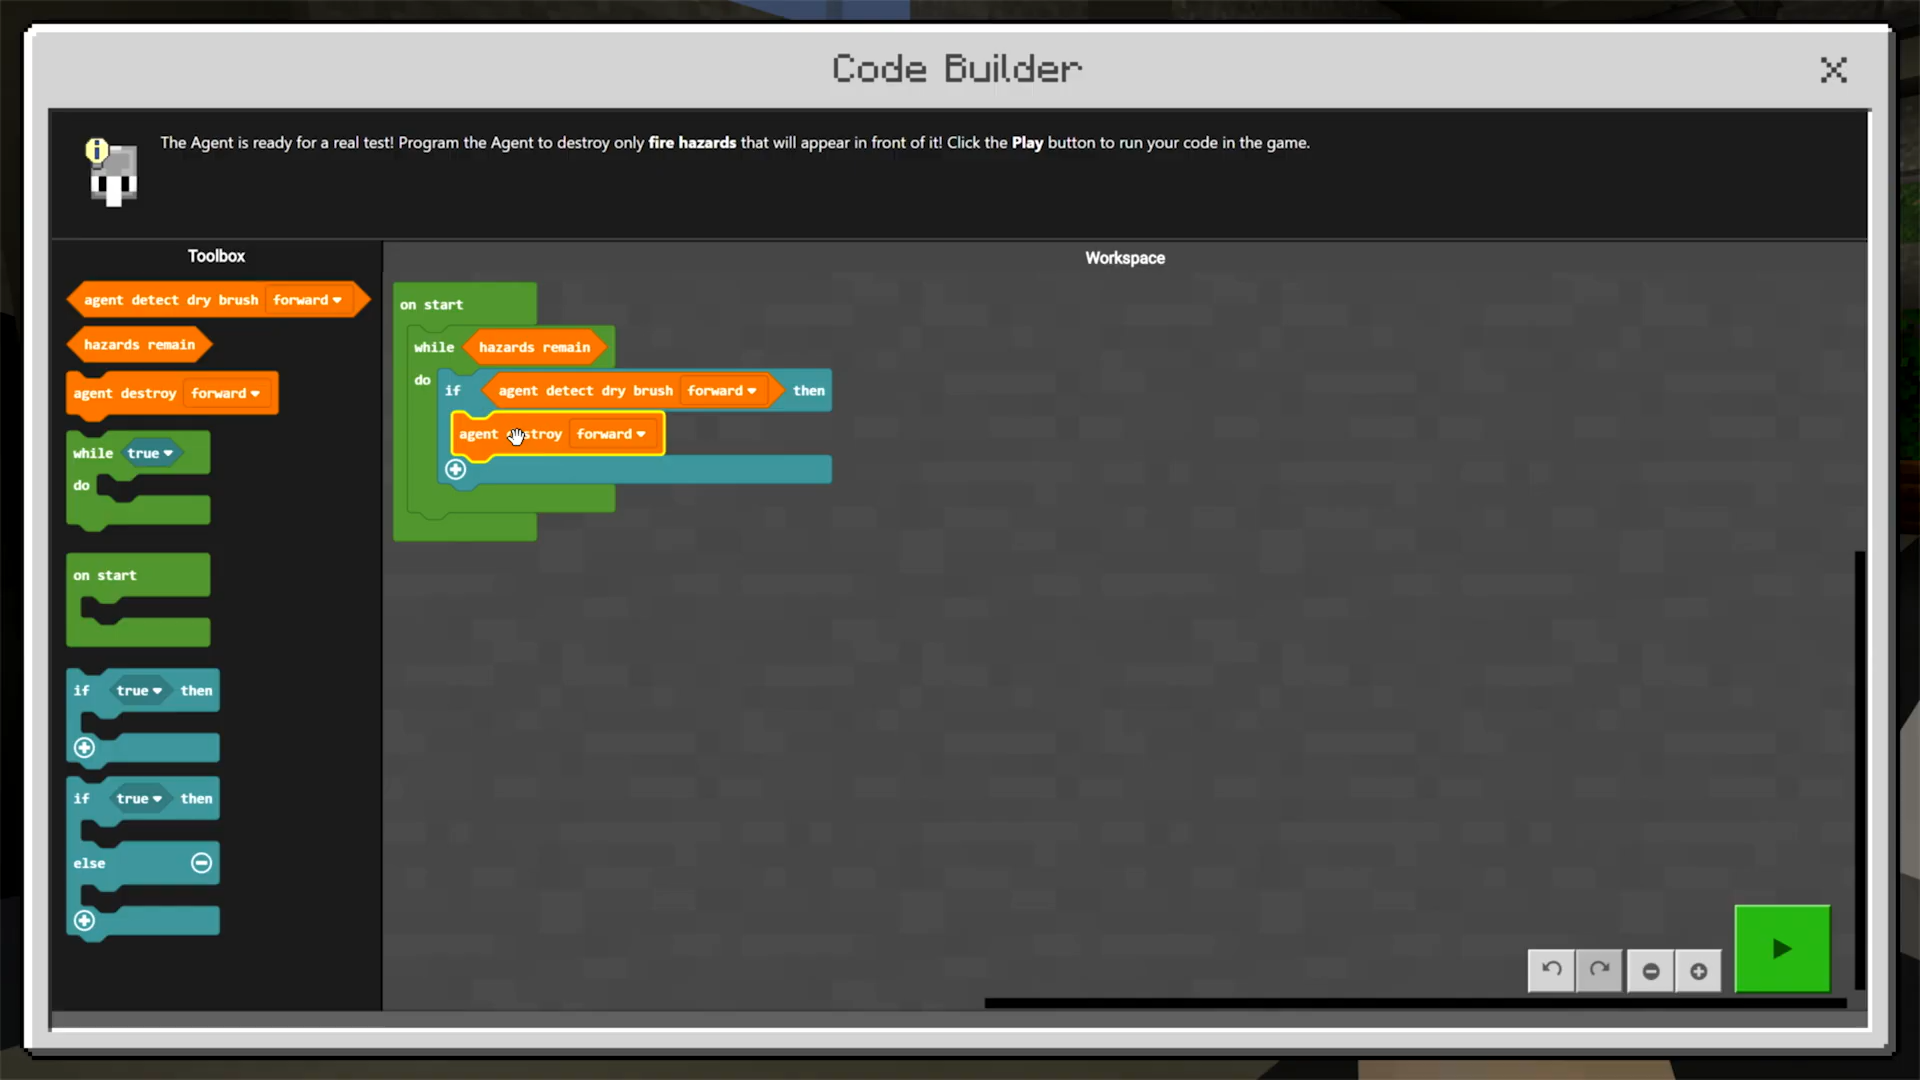 Code Builder
The Agent is ready for a real test! Program the Agent to destroy only fire hazards that will appear in front of it! Click the Play button to run your code in the game.
Toolbox
agent detect dry brush forward
hazards remain
agent destroy forward
while true
do
on start
if true then
if true then
else
Workspace
on start
while hazards remain
do if agent detect dry brush forward then
agent destroy forward